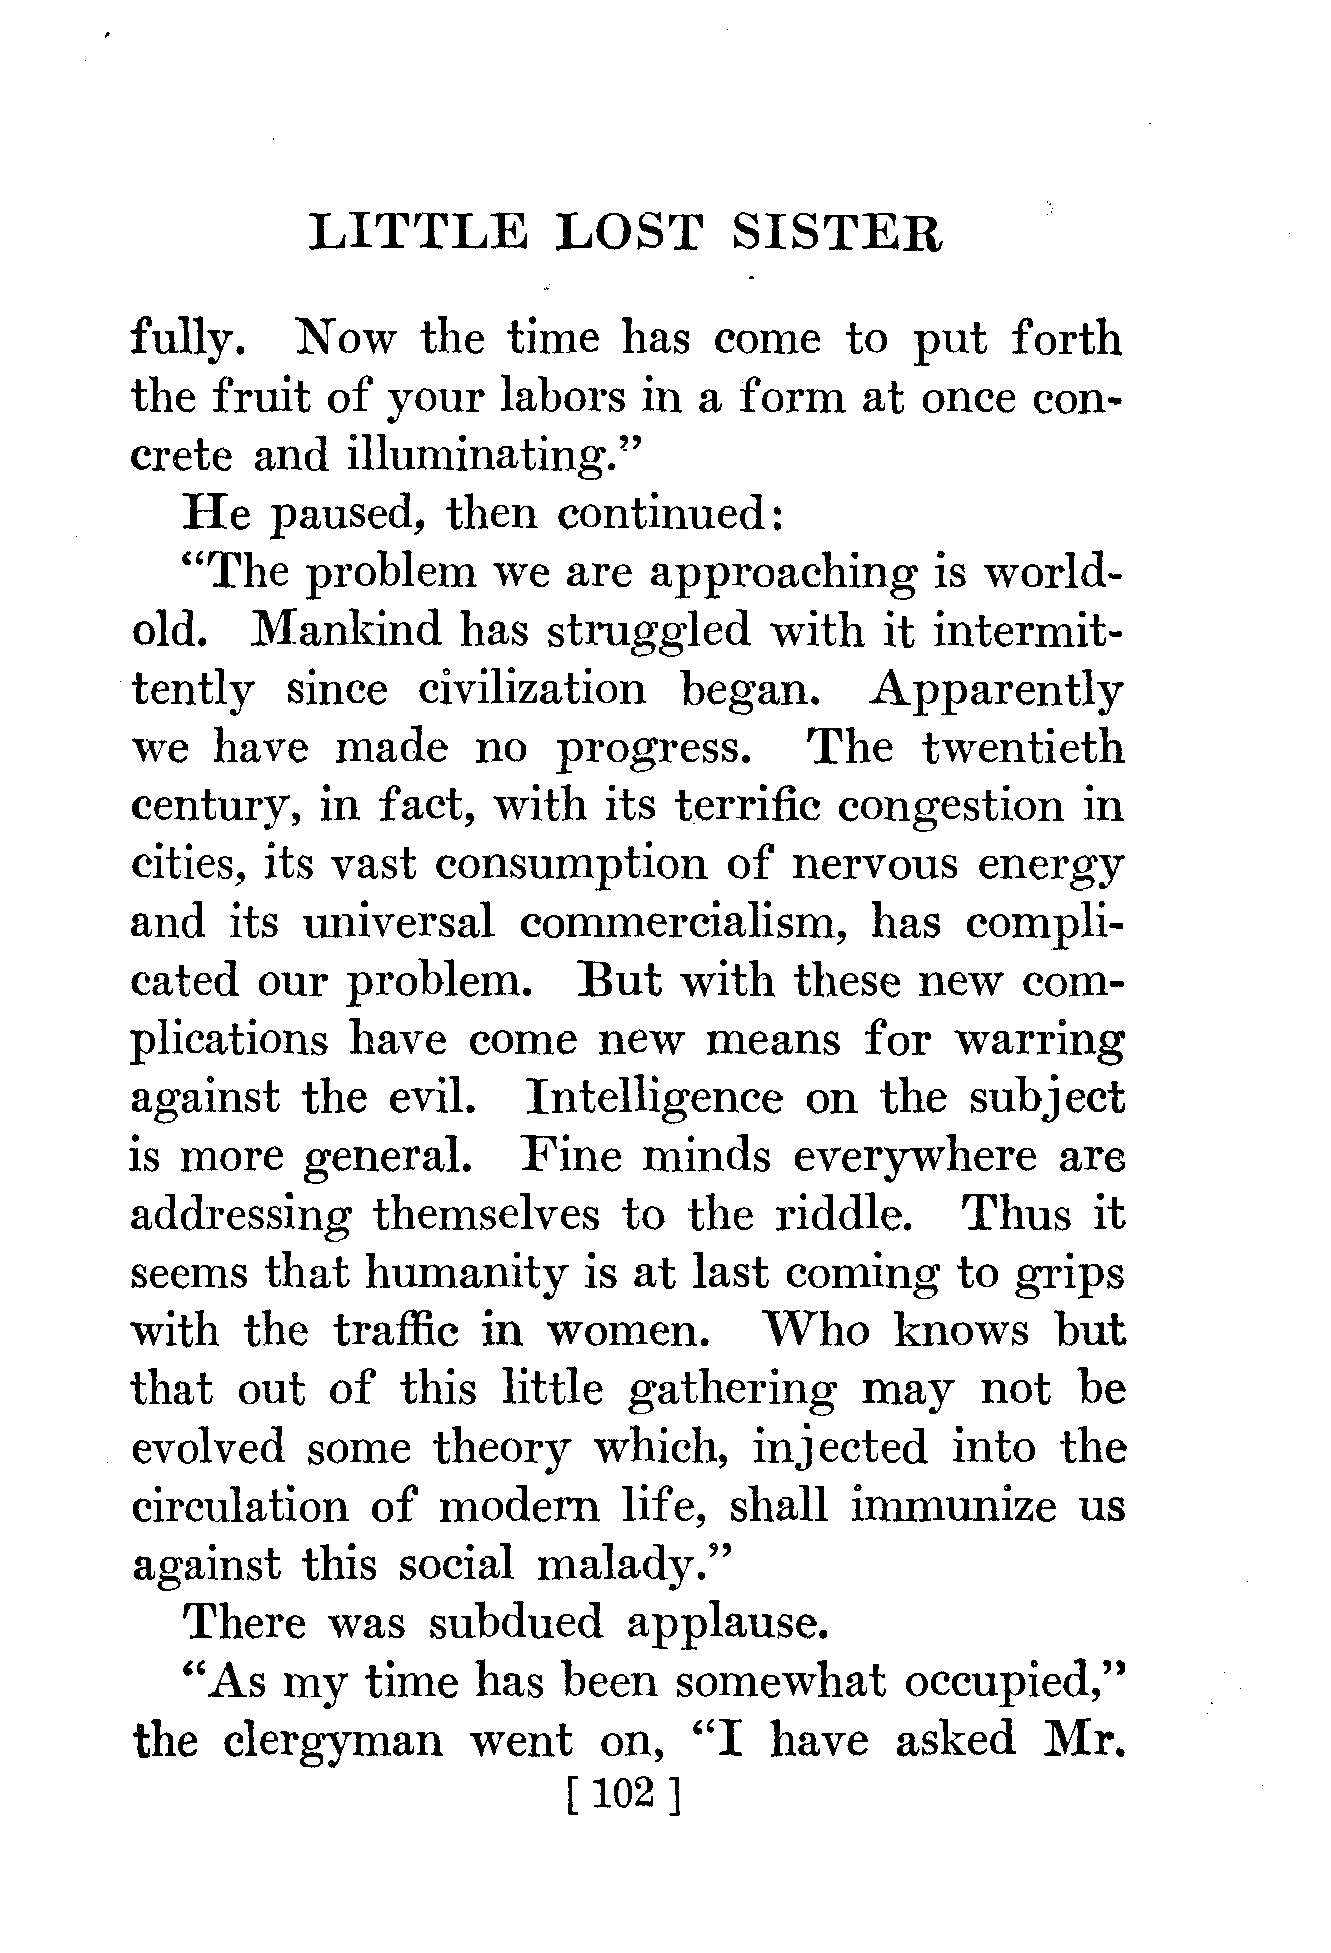 LITTLE LOST SISTER
fully. Now the time has come to put forth
the fruit of your labors in a form at once con-
crete and illuminating.”
He paused, then continued:
“The problem we are approaching is world-
old. Mankind has struggled with it intermit-
tently since civilization began. Apparently
we have made no progress. The twentieth
century, in fact, with its terrific congestion in
cities, its vast consumption of nervous energy
and its universal commercialism, has compli-
cated our problem. But with these new com-
plications have come new means for warring
against the evil. Intelligence on the subject
is more general. Fine minds everywhere are
addressing themselves to the riddle. Thus it
seems that humanity is at last coming to grips
with the traffic in women. Who knows but
that out of this little gathering may not be
evolved some theory which, injected into the
circulation of modern life, shall immunize us
against this social malady.”
There was subdued applause.
“As my time has been somewhat occupied,”
the clergyman went on, “I have asked Mr.
[ 102 ]